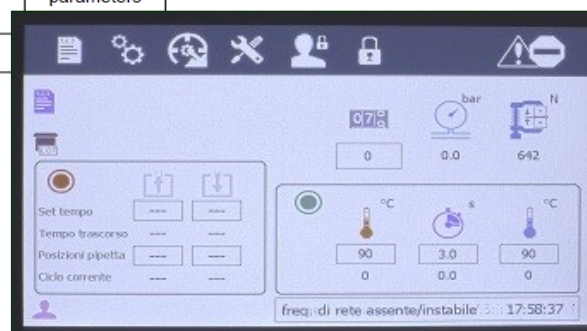 parameters
bar
N
°C
s
°C
0
0.0
642
Set tempo --- ---
Tempo trascorso --- ---
Posizioni pipetta --- ---
Ciclo corrente --- ---
90
3.0
90
0
0.0
0
freq. di rete assente/instabile
17:58:37